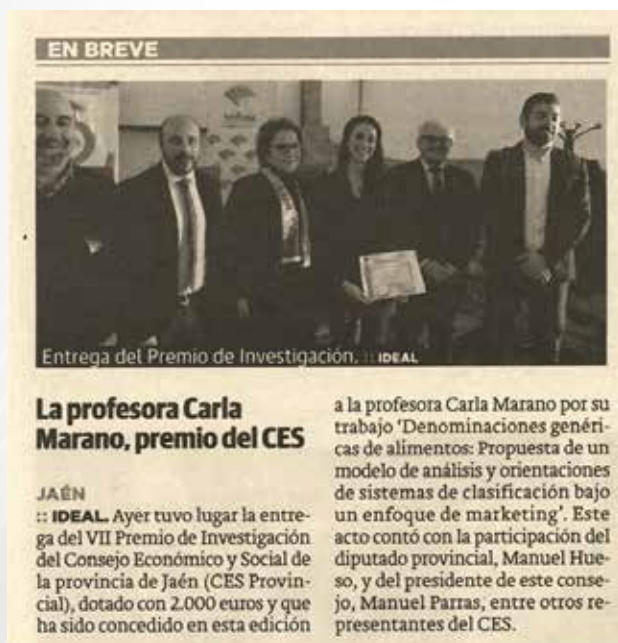 EN BREVE
Entrega del Premio de Investigación. :: IDEAL
La profesora Carla
Marano, premio del CES
JAÉN
:: IDEAL. Ayer tuvo lugar la entre-
ga del VII Premio de Investigación
del Consejo Económico y Social de
la provincia de Jaén (CES Provin-
cial), dotado con 2.000 euros y que
ha sido concedido en esta edición
a la profesora Carla Marano por su
trabajo ‘Denominaciones genéri-
cas de alimentos: Propuesta de un
modelo de análisis y orientaciones
de sistemas de clasificación bajo
un enfoque de marketing’. Este
acto contó con la participación del
diputado provincial, Manuel Hue-
so, y del presidente de este conse-
jo, Manuel Parras, entre otros re-
presentantes del CES.